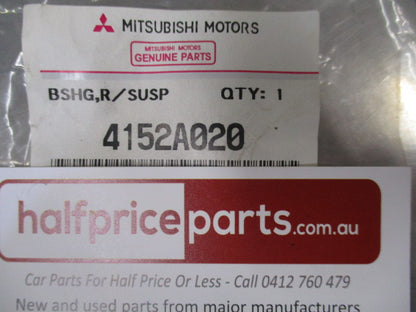 MITSUBISHI MOTORS
MITSUBISHI MOTORS
GENUINE PARTS
BSHG,R/SUSP QTY: 1
4152A020
halfpriceparts.com.au
Car Parts For Half Price Or Less - Call 0412 760 479
New and used parts from major manufacturers